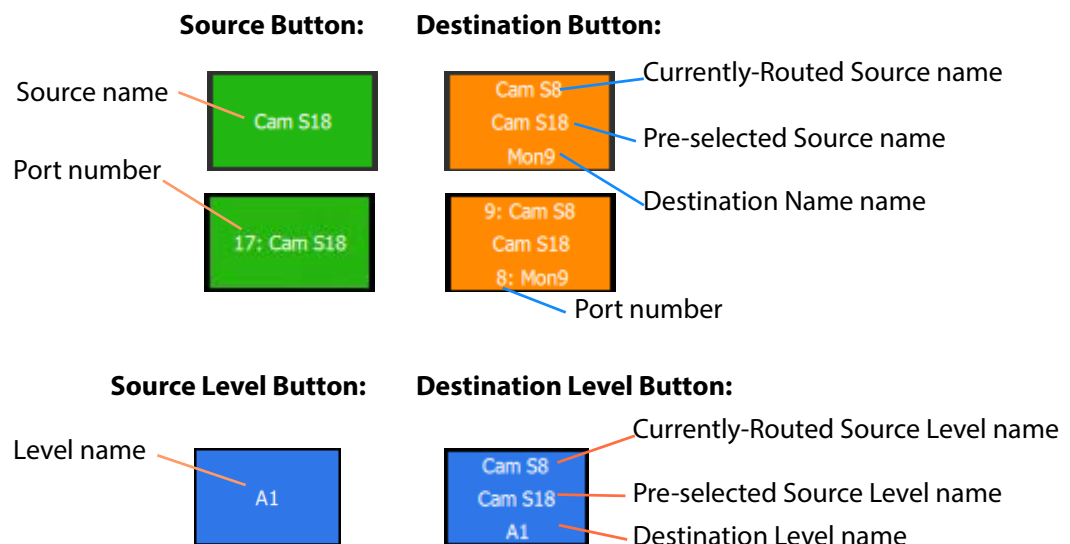 Source Button:
Destination Button:
Source name
Cam S18
Cam S8
Cam S18
Mon9
Currently-Routed Source name
Pre-selected Source name
Destination Name name
Port number
17: Cam S18
9: Cam S8
Cam S18
8: Mon9
Port number
Source Level Button:
Destination Level Button:
Level name
A1
Cam S8
Cam S18
A1
Currently-Routed Source Level name
Pre-selected Source Level name
Destination Level name